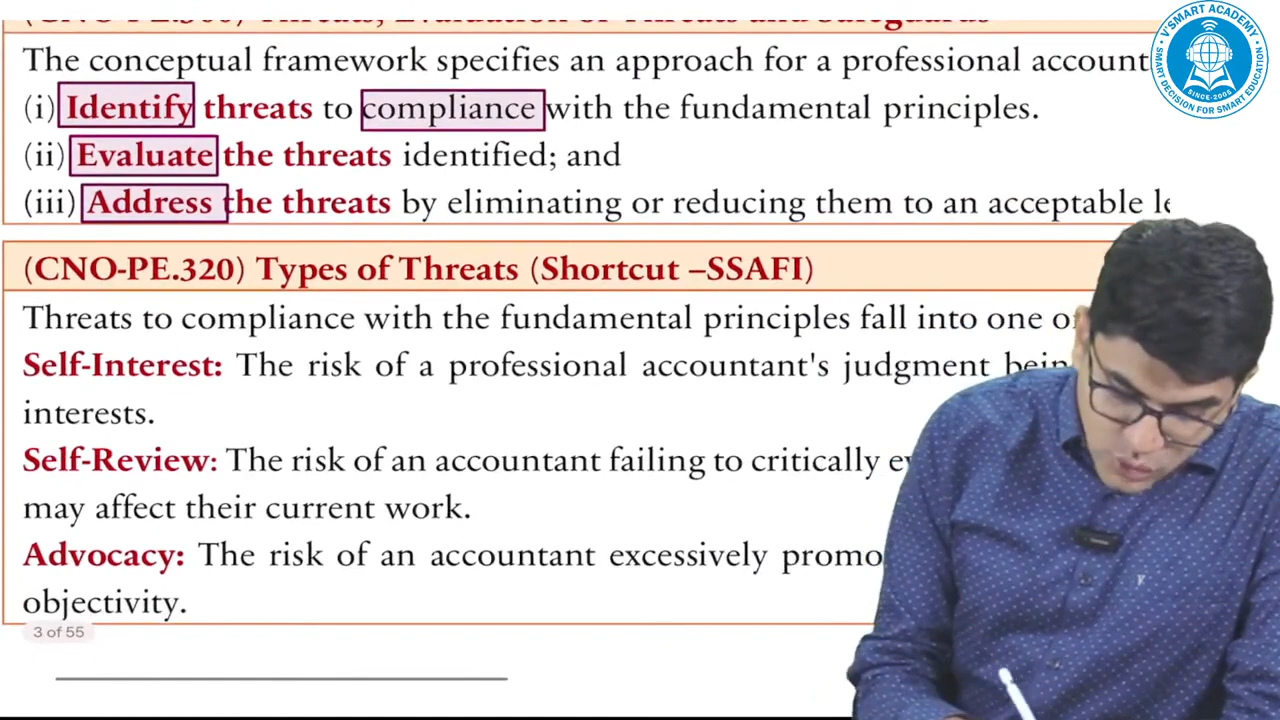 The conceptual framework specifies an approach for a professional account
(i) Identify threats to compliance with the fundamental principles.
(ii) Evaluate the threats identified; and
(iii) Address the threats by eliminating or reducing them to an acceptable
(CNO-PE.320) Types of Threats (Shortcut –SSAFI)
Threats to compliance with the fundamental principles fall into one
Self-Interest: The risk of a professional accountant's judgment
interests.
Self-Review: The risk of an accountant failing to critically
may affect their current work.
Advocacy: The risk of an accountant excessively promo
objectivity.
3 of 55
V'SMART ACADEMY
SMART DECISION FOR SMART EDUCATION
SINCE-2005